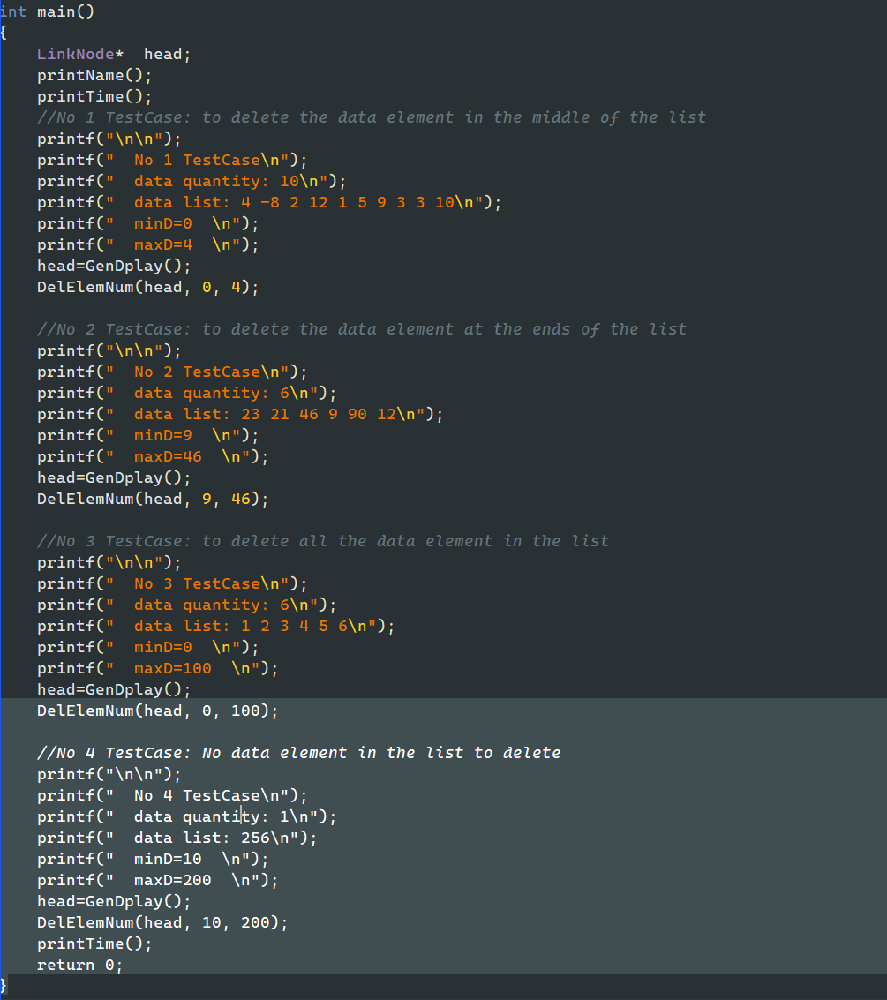 int main()
{
    LinkNode*  head;
    printName();
    printTime();
    //No 1 TestCase: to delete the data element in the middle of the list
    printf("\n\n");
    printf("  No 1 TestCase\n");
    printf("  data quantity: 10\n");
    printf("  data list: 4 -8 2 12 1 5 9 3 3 10\n");
    printf("  minD=0  \n");
    printf("  maxD=4  \n");
    head=GenDplay();
    DelElemNum(head, 0, 4);

    //No 2 TestCase: to delete the data element at the ends of the list
    printf("\n\n");
    printf("  No 2 TestCase\n");
    printf("  data quantity: 6\n");
    printf("  data list: 23 21 46 9 90 12\n");
    printf("  minD=9  \n");
    printf("  maxD=46  \n");
    head=GenDplay();
    DelElemNum(head, 9, 46);

    //No 3 TestCase: to delete all the data element in the list
    printf("\n\n");
    printf("  No 3 TestCase\n");
    printf("  data quantity: 6\n");
    printf("  data list: 1 2 3 4 5 6\n");
    printf("  minD=0  \n");
    printf("  maxD=100  \n");
    head=GenDplay();
    DelElemNum(head, 0, 100);

    //No 4 TestCase: No data element in the list to delete
    printf("\n\n");
    printf("  No 4 TestCase\n");
    printf("  data quantity: 1\n");
    printf("  data list: 256\n");
    printf("  minD=10  \n");
    printf("  maxD=200  \n");
    head=GenDplay();
    DelElemNum(head, 10, 200);
    printTime();
    return 0;
}